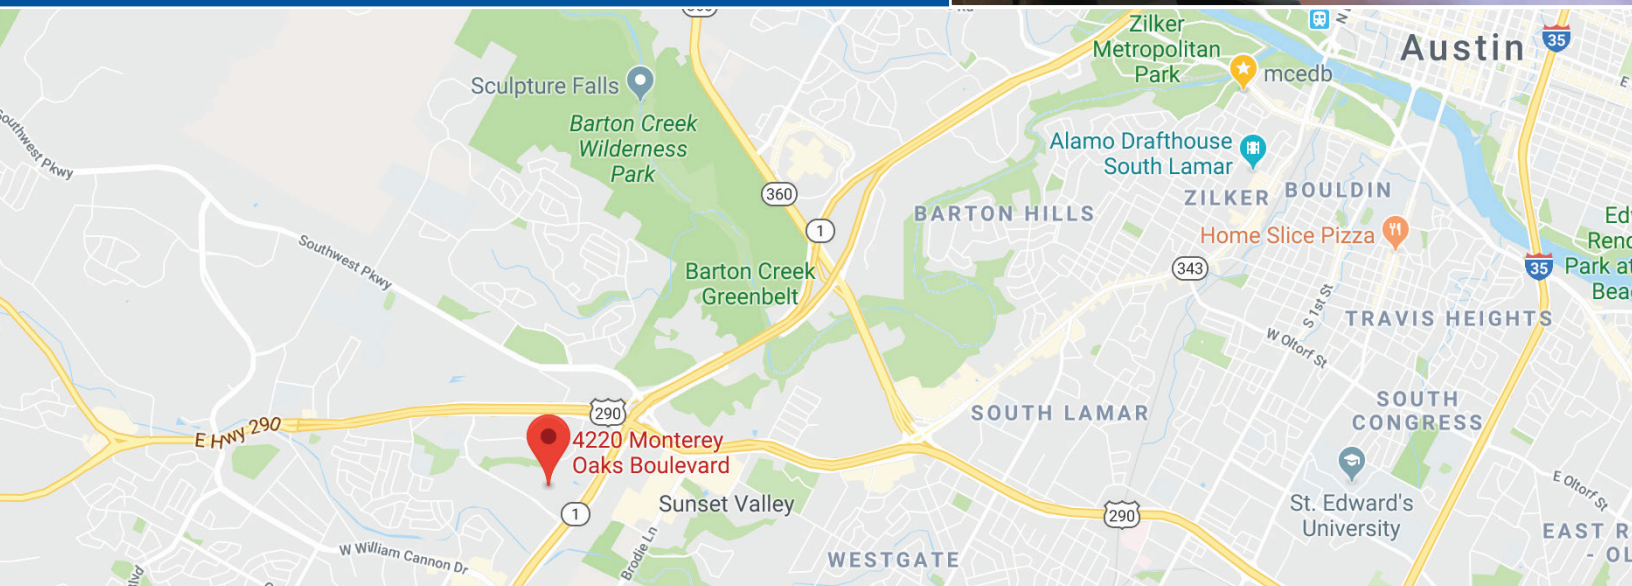 360
Austin
35
Zilker
Metropolitan
Park
mcedb
Sculpture Falls
Barton Creek
Wilderness
Park
Southwest Pkwy
Alamo Drafthouse
South Lamar
360
ZILKER
BOULDIN
BARTON HILLS
1
Home Slice Pizza
Southwest Pkwy
343
35
Park at
Barton Creek
Greenbelt
S 1st St
TRAVIS HEIGHTS
W Oltorf St
290
SOUTH LAMAR
SOUTH
CONGRESS
E Hwy 290
4220 Monterey
Oaks Boulevard
Sunset Valley
1
290
St. Edward's
University
E Oltorf St
EAST R
- OL
W William Cannon Dr
Brodie Ln
WESTGATE